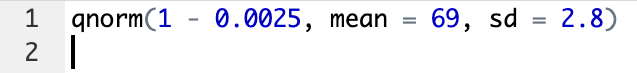 1 qnorm(1 - 0.0025, mean = 69, sd = 2.8)
2